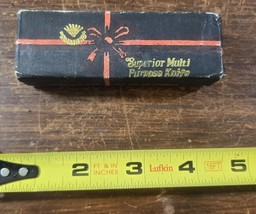 Superior Multi
Purpose Knife
2 FT & IN INCHES 3 Lufkin 4 5